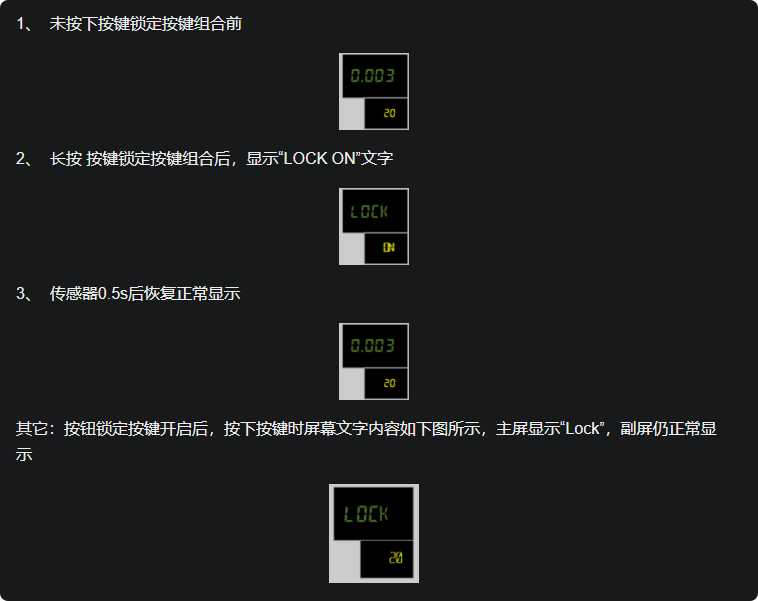 1、 未按下按键锁定按键组合前
0.003
20
2、 长按 按键锁定按键组合后，显示“LOCK ON”文字
LOCK
ON
3、 传感器0.5s后恢复正常显示
0.003
20
其它：按钮锁定按键开启后，按下按键时屏幕文字内容如下图所示，主屏显示“Lock”，副屏仍正常显
示
LOCK
20